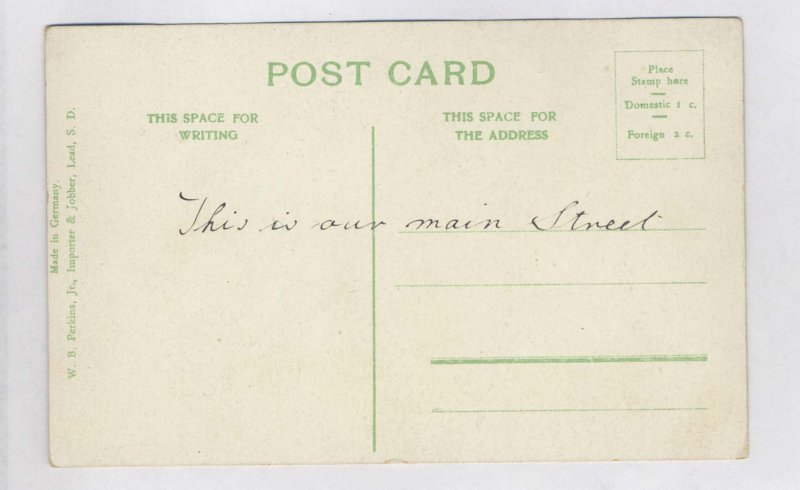 POST CARD
THIS SPACE FOR
WRITING
THIS SPACE FOR
THE ADDRESS
Place
Stamp here
Domestic 1 c.
Foreign 2 c.
This is our main Street
Made in Germany.
W. B. Perkins, Jr., Importer & Jobber, Lead, S. D.